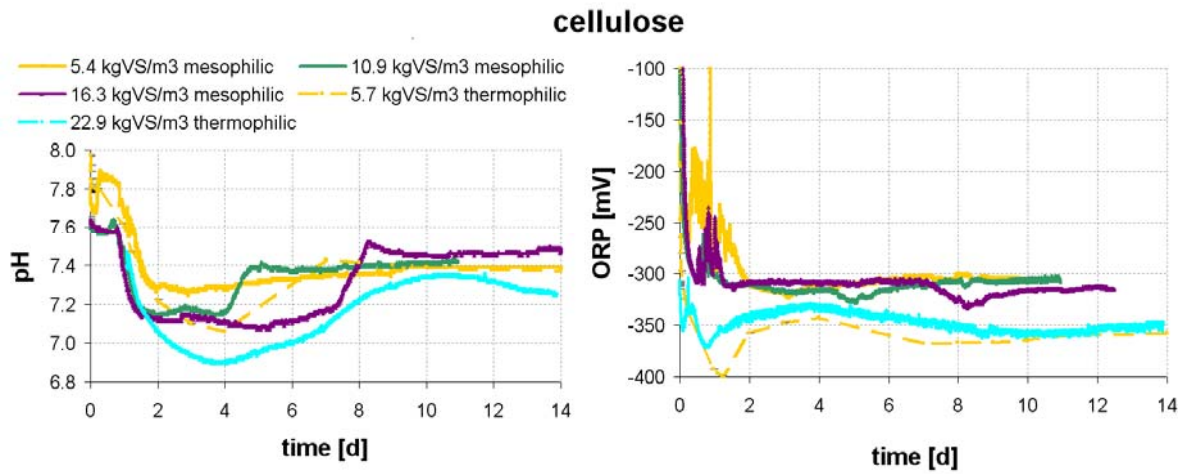 cellulose
5.4 kgVS/m3 mesophilic
10.9 kgVS/m3 mesophilic
16.3 kgVS/m3 mesophilic
5.7 kgVS/m3 thermophilic
22.9 kgVS/m3 thermophilic
pH
8.0
7.8
7.6
7.4
7.2
7.0
6.8
0 2 4 6 8 10 12 14
time [d]
ORP [mV]
-100
-150
-200
-250
-300
-350
-400
0 2 4 6 8 10 12 14
time [d]